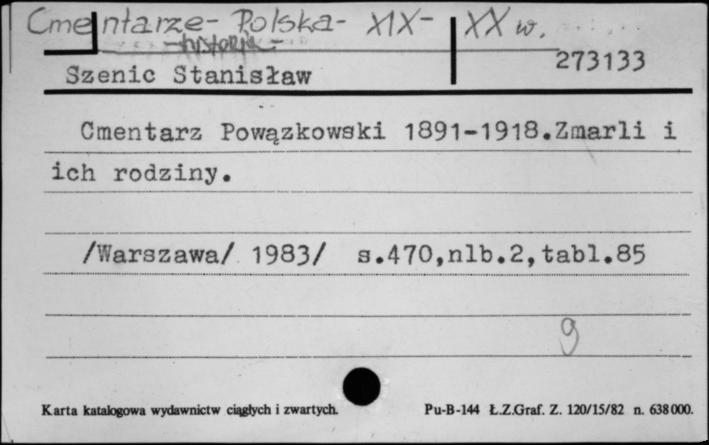 Cmentarze - Polska - XIX - XX w.
- historia -
273133
Szenic Stanisław
Cmentarz Powązkowski 1891-1918.Zmarli i
ich rodziny.
/Warszawa/ 1983/ s.470,nlb.2,tabl.85
9
Karta katalogowa wydawnictw ciągłych i zwartych. Pu-B-144 Ł.Z.Graf. Z. 120/15/82 n. 638000.